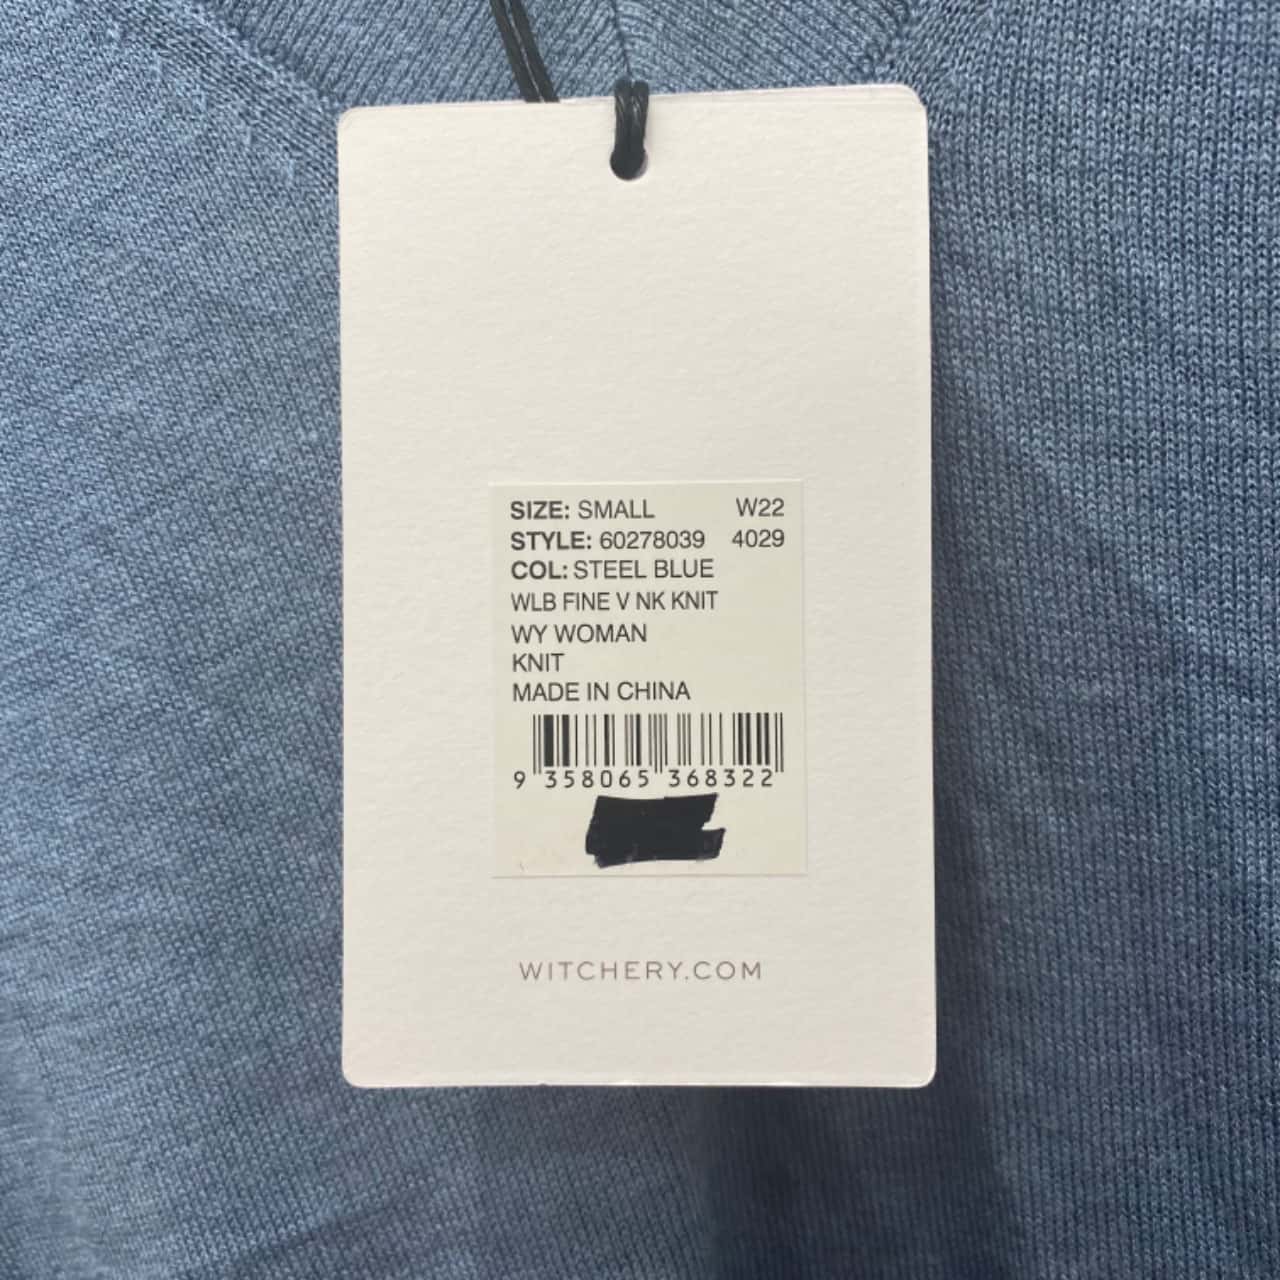 SIZE: SMALL W22
STYLE: 60278039 4029
COL: STEEL BLUE
WLB FINE V NK KNIT
WY WOMAN
KNIT
MADE IN CHINA
9 358065 368322
WITCHERY.COM